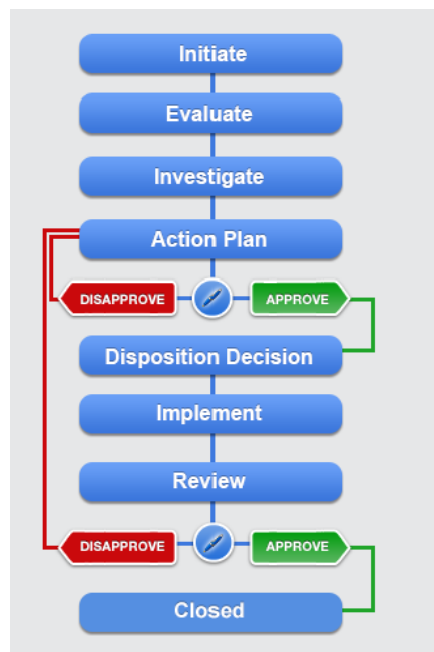 Initiate
Evaluate
Investigate
Action Plan
DISAPPROVE
APPROVE
Disposition Decision
Implement
Review
DISAPPROVE
APPROVE
Closed